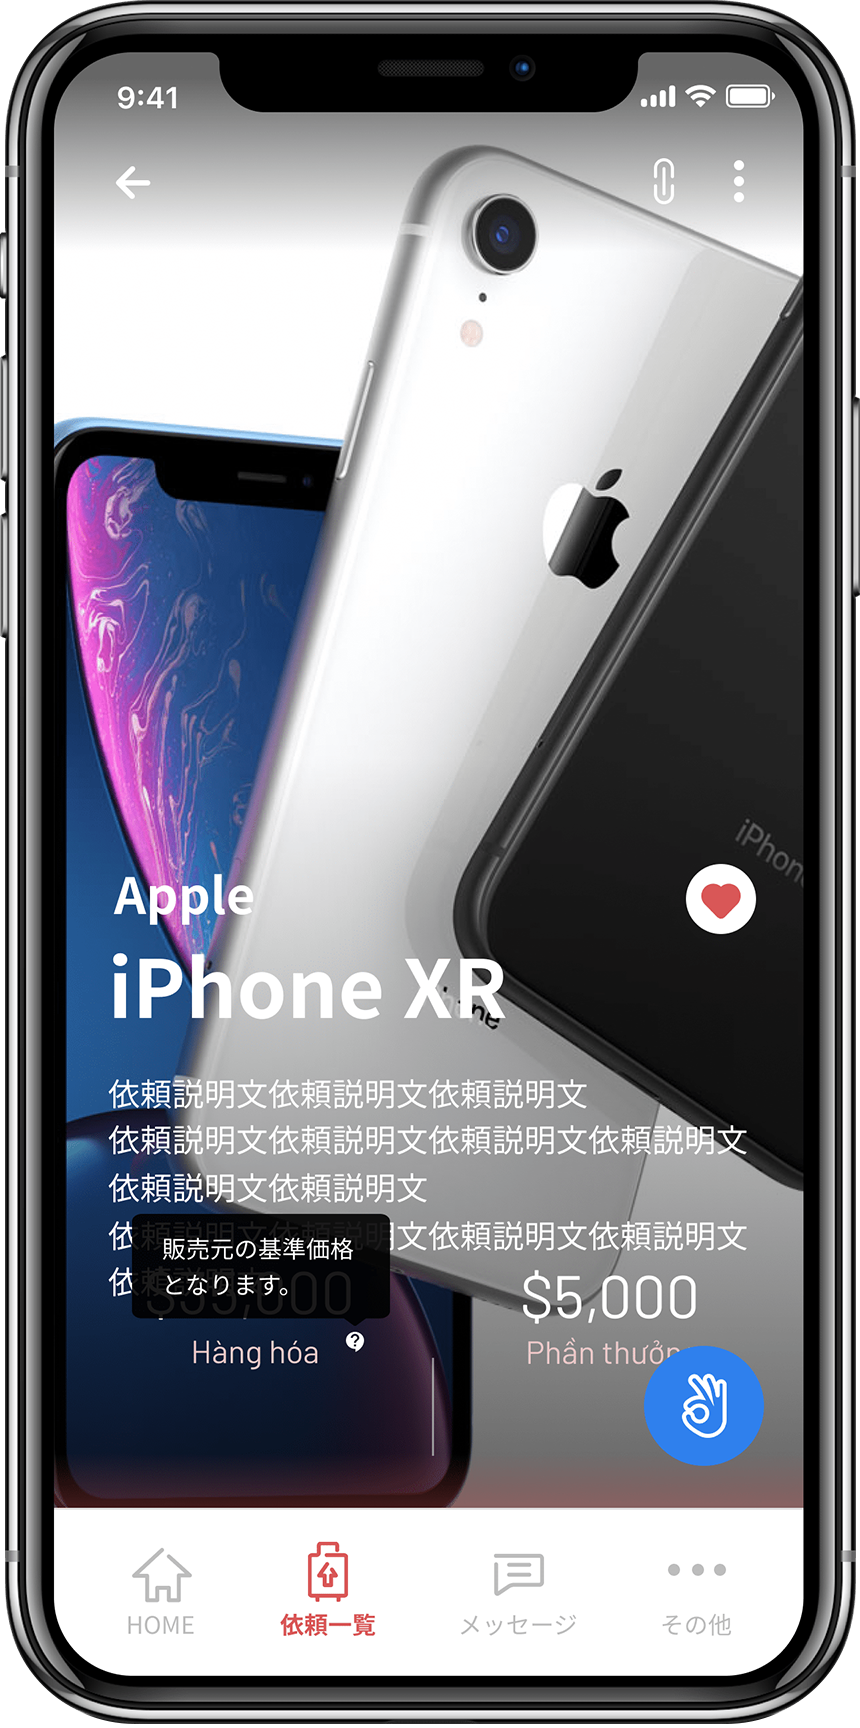 9:41
iPhon
Apple
iPhone XR
依頼説明文依頼説明文依頼説明文
依頼説明文依頼説明文依頼説明文依頼説明文
依頼説明文依頼説明文
文依頼説明文依頼説明文
依
販売元の基準価格
となります。
$5,000
Hàng hóa
?
Phần thưởn
HOME
依頼一覧
メッセージ
その他